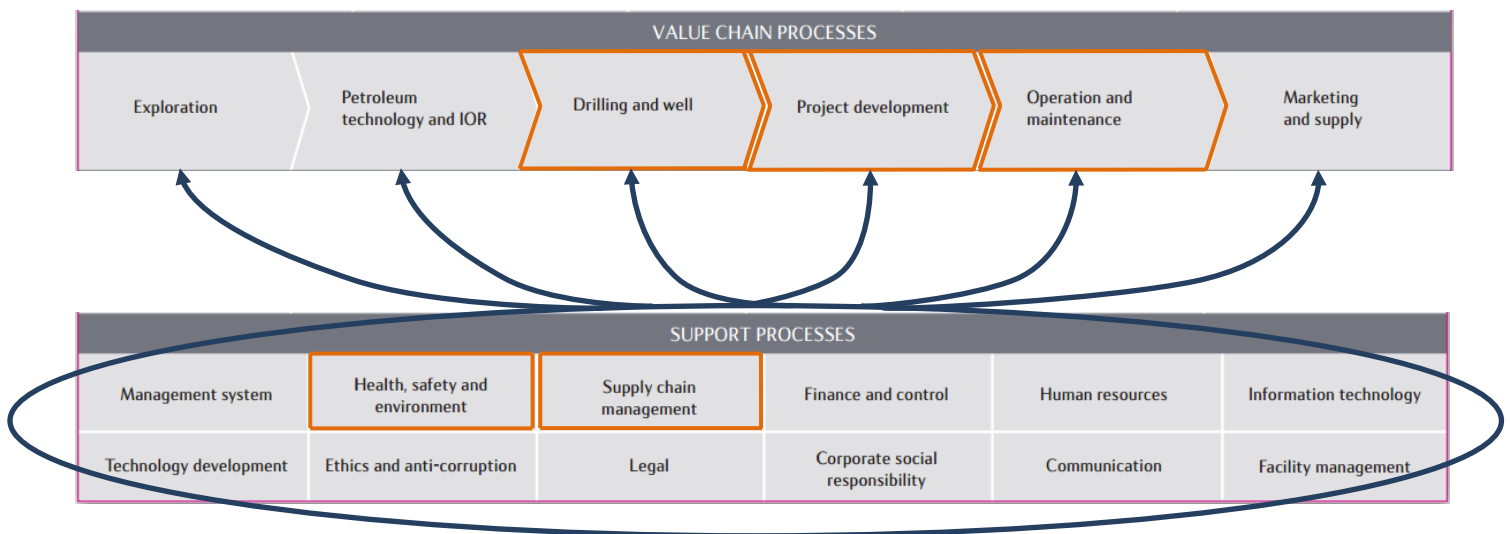 VALUE CHAIN PROCESSES
Exploration
Petroleum
technology and IOR
Drilling and well
Project development
Operation and
maintenance
Marketing
and supply
SUPPORT PROCESSES
Management system
Health, safety and
environment
Supply chain
management
Finance and control
Human resources
Information technology
Technology development
Ethics and anti-corruption
Legal
Corporate social
responsibility
Communication
Facility management